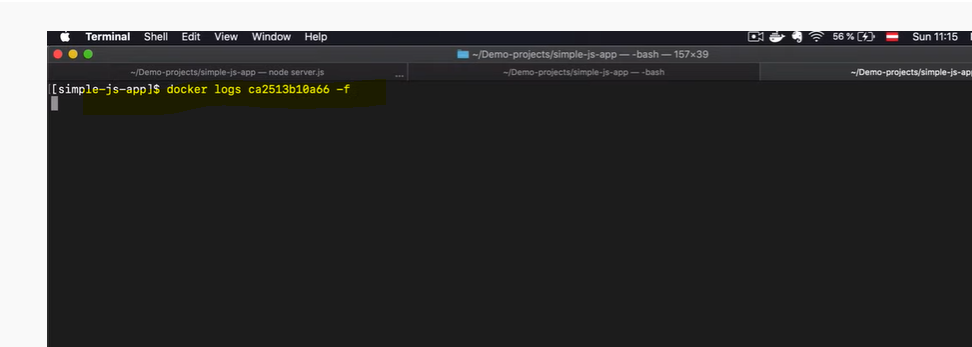 Terminal Shell Edit View Window Help 56 % Sun 11:15
~/Demo-projects/simple-js-app — -bash — 157×39
~/Demo-projects/simple-js-app — node server.js ... ~/Demo-projects/simple-js-app — -bash ~/Demo-projects/simple-js-app
[simple-js-app]$ docker logs ca2513b10a66 -f